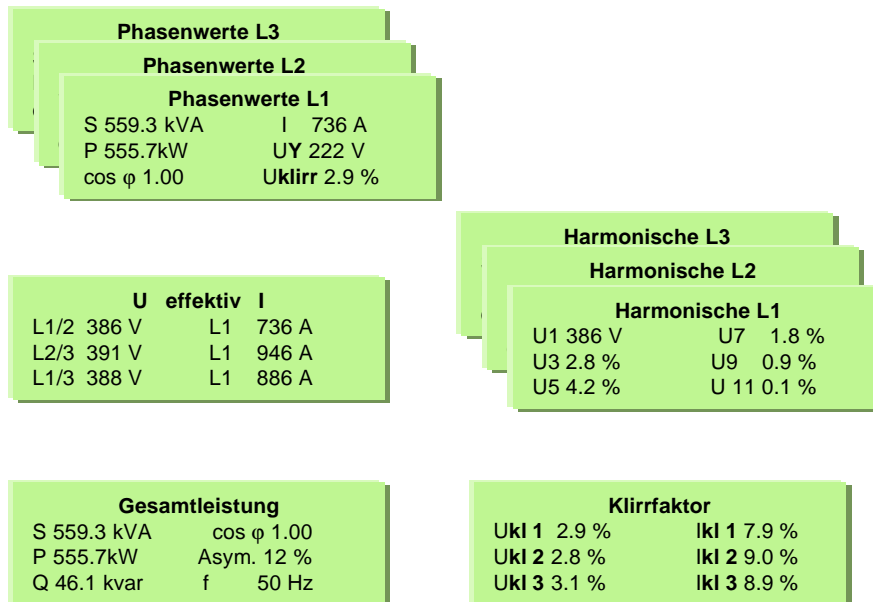 Phasenwerte L3
Phasenwerte L2
Phasenwerte L1
S 559.3 kVA I 736 A
P 555.7kW UY 222 V
cos φ 1.00 Uklirr 2.9 %
Harmonische L3
Harmonische L2
Harmonische L1
U1 386 V U7 1.8 %
U3 2.8 % U9 0.9 %
U5 4.2 % U 11 0.1 %
U effektiv I
L1/2 386 V L1 736 A
L2/3 391 V L1 946 A
L1/3 388 V L1 886 A
Gesamtleistung
S 559.3 kVA cos φ 1.00
P 555.7kW Asym. 12 %
Q 46.1 kvar f 50 Hz
Klirrfaktor
Ukl 1 2.9 % Ikl 1 7.9 %
Ukl 2 2.8 % Ikl 2 9.0 %
Ukl 3 3.1 % Ikl 3 8.9 %